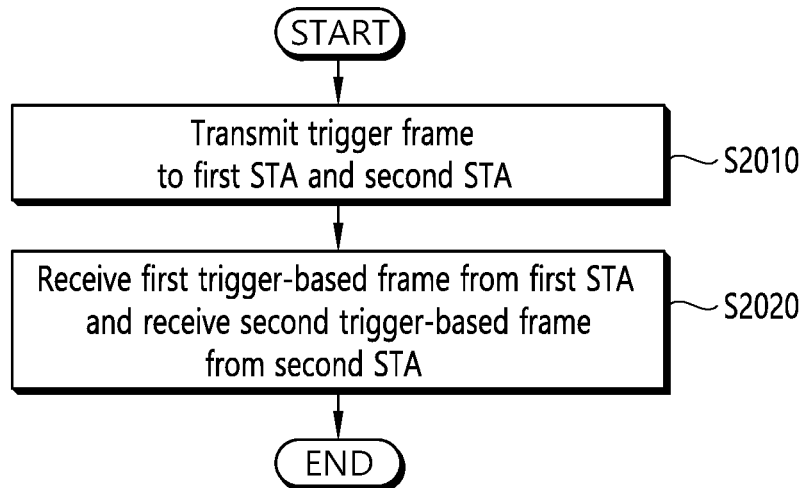 START
Transmit trigger frame
to first STA and second STA
S2010
Receive first trigger-based frame from first STA
and receive second trigger-based frame
from second STA
S2020
END